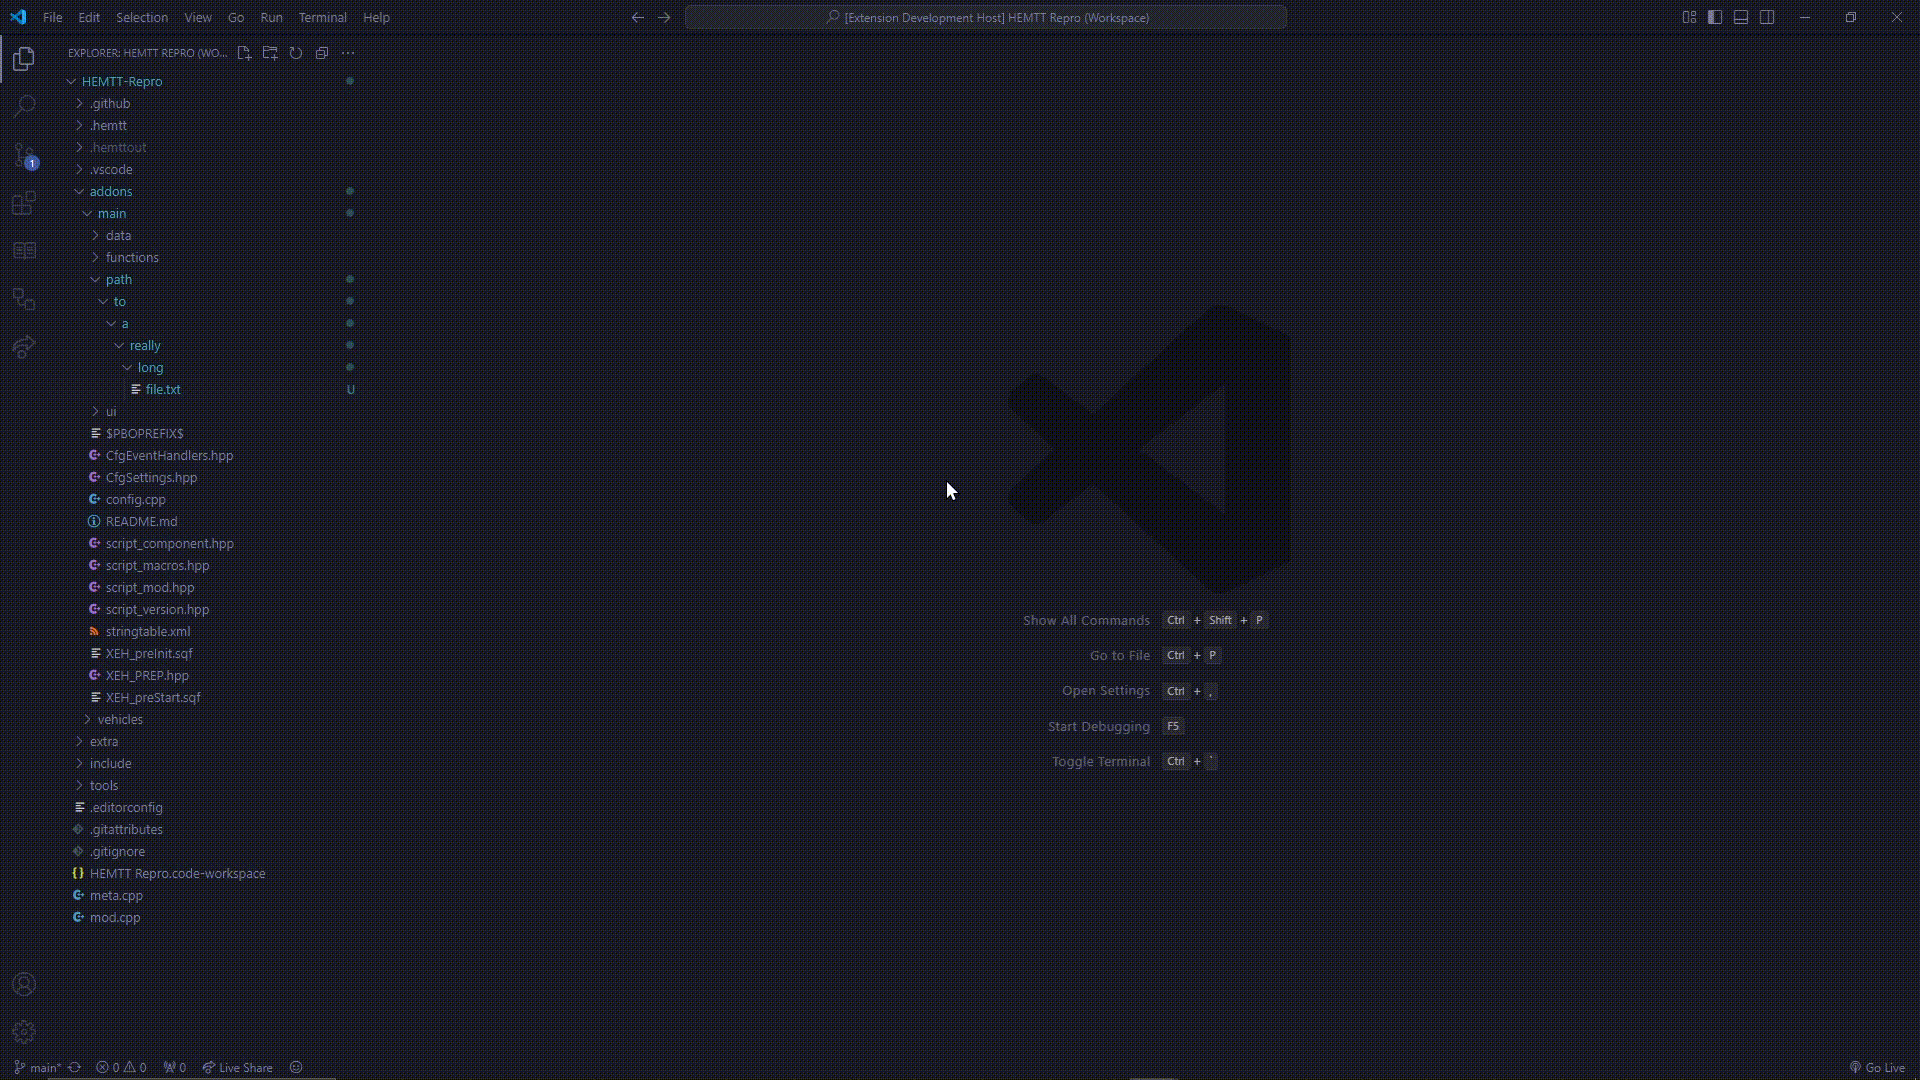 File Edit Selection View Go Run Terminal Help
[Extension Development Host] HEMTT Repro (Workspace)
EXPLORER: HEMTT REPRO (WO...
HEMTT-Repro
.github
.hemtt
.hemttout
1
.vscode
addons
main
data
functions
path
to
a
really
long
file.txt U
ui
$PBOPREFIX$
CfgEventHandlers.hpp
CfgSettings.hpp
config.cpp
README.md
script_component.hpp
script_macros.hpp
script_mod.hpp
script_version.hpp
stringtable.xml
XEH_preInit.sqf
XEH_PREP.hpp
XEH_preStart.sqf
vehicles
extra
include
tools
.editorconfig
.gitattributes
.gitignore
HEMTT Repro.code-workspace
meta.cpp
mod.cpp
Show All Commands Ctrl + Shift + P
Go to File Ctrl + P
Open Settings Ctrl + ,
Start Debugging F5
Toggle Terminal Ctrl + `
main* 0 0 0 Live Share Go Live